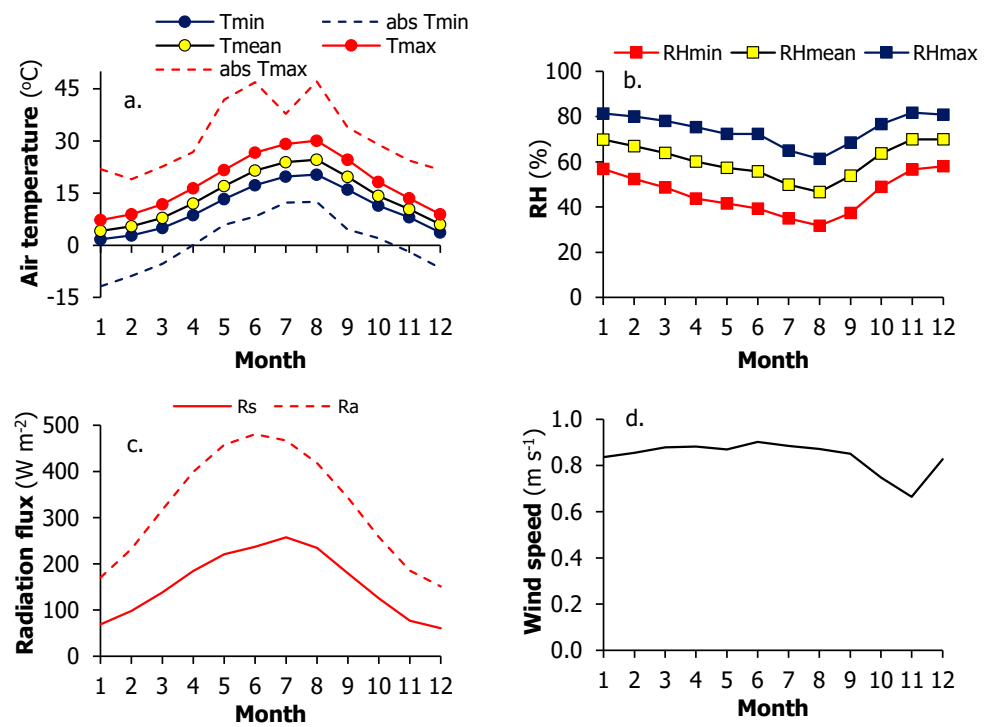 Tmin
abs Tmin
Tmean
Tmax
abs Tmax
a.
Air temperature (°C)
45
30
15
0
-15
1 2 3 4 5 6 7 8 9 10 11 12
Month
RHmin RHmean RHmax
b.
RH (%)
100
80
60
40
20
0
1 2 3 4 5 6 7 8 9 10 11 12
Month
Rs Ra
c.
Radiation flux (W m⁻²)
500
400
300
200
100
0
1 2 3 4 5 6 7 8 9 10 11 12
Month
d.
Wind speed (m s⁻¹)
1.0
0.8
0.6
0.4
0.2
0.0
1 2 3 4 5 6 7 8 9 10 11 12
Month